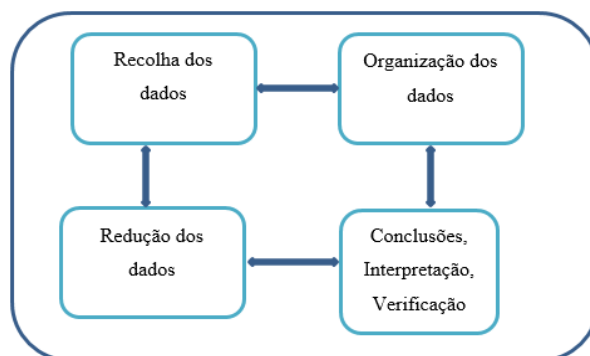 Recolha dos
dados
Organização dos
dados
Redução dos
dados
Conclusões,
Interpretação,
Verificação